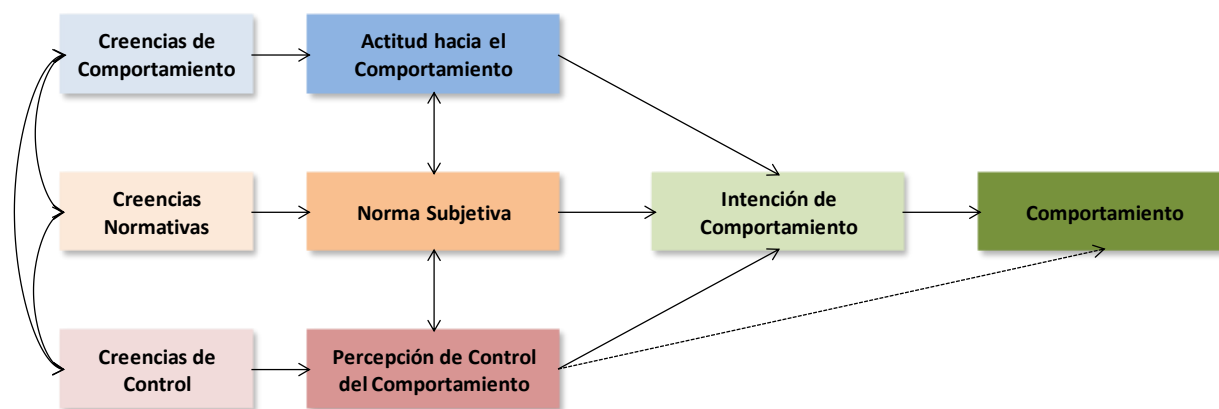 Creencias de
Comportamiento
Actitud hacia el
Comportamiento
Creencias
Normativas
Norma Subjetiva
Intención de
Comportamiento
Comportamiento
Creencias de
Control
Percepción de Control
del Comportamiento